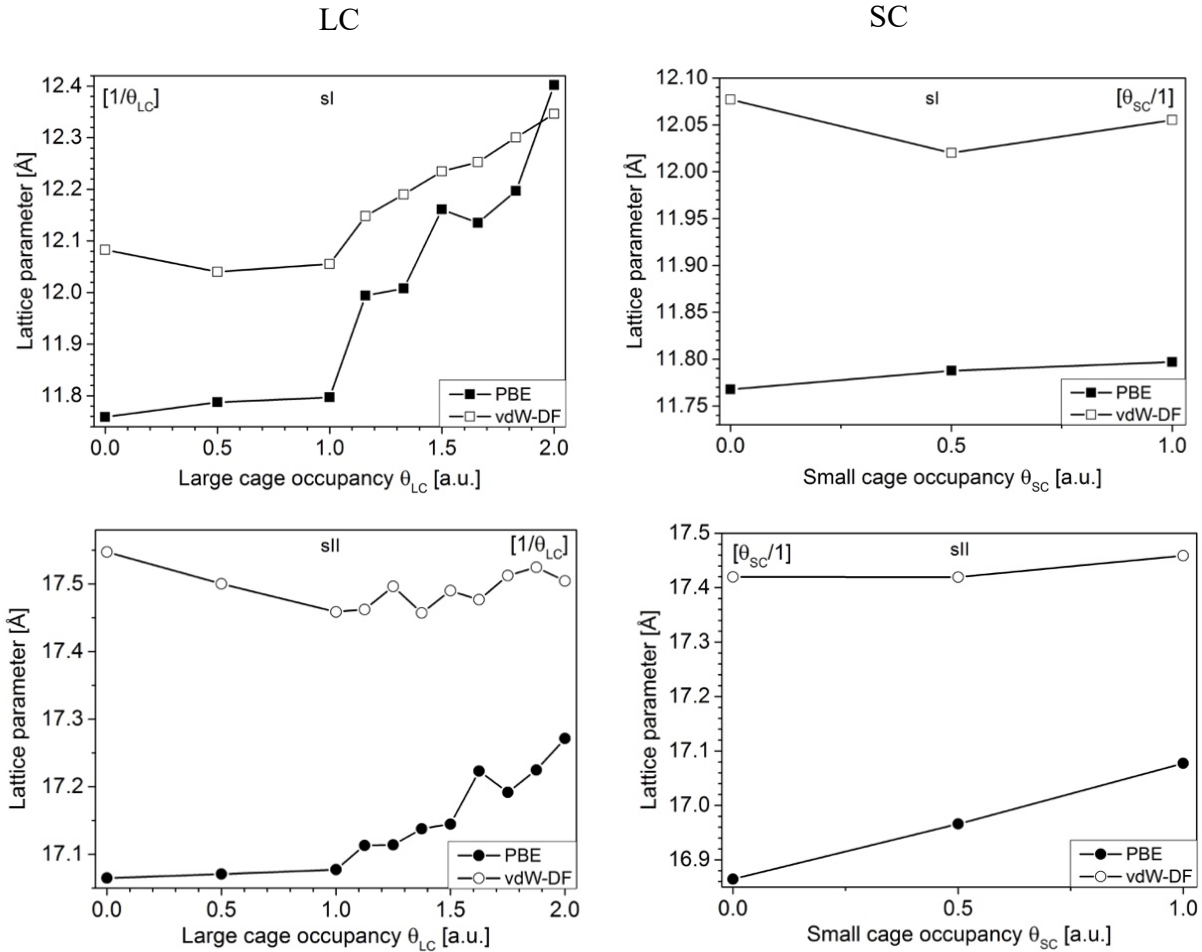 LC
SC
[1/θLC]
sI
12.4
12.3
12.2
12.1
12.0
11.9
11.8
Lattice parameter [Å]
PBE
vdW-DF
0.0 0.5 1.0 1.5 2.0
Large cage occupancy θLC [a.u.]
sI
[θSC/1]
12.10
12.05
12.00
11.95
11.90
11.85
11.80
11.75
Lattice parameter [Å]
PBE
vdW-DF
0.0 0.5 1.0
Small cage occupancy θSC [a.u.]
sII
[1/θLC]
17.5
17.4
17.3
17.2
17.1
Lattice parameter [Å]
PBE
vdW-DF
0.0 0.5 1.0 1.5 2.0
Large cage occupancy θLC [a.u.]
[θSC/1]
sII
17.5
17.4
17.3
17.2
17.1
17.0
16.9
Lattice parameter [Å]
PBE
vdW-DF
0.0 0.5 1.0
Small cage occupancy θSC [a.u.]